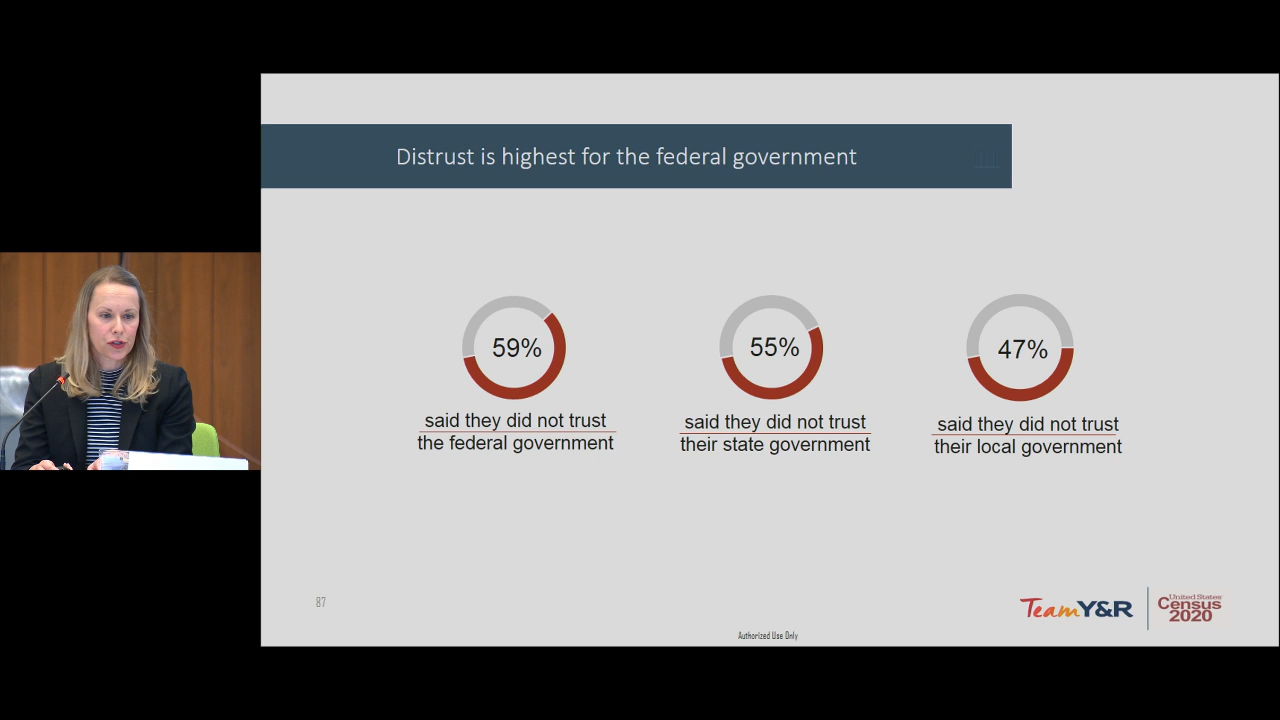 Distrust is highest for the federal government
59%
said they did not trust
the federal government
55%
said they did not trust
their state government
47%
said they did not trust
their local government
87
TeamY&R
United States
Census
2020
Authorized Use Only